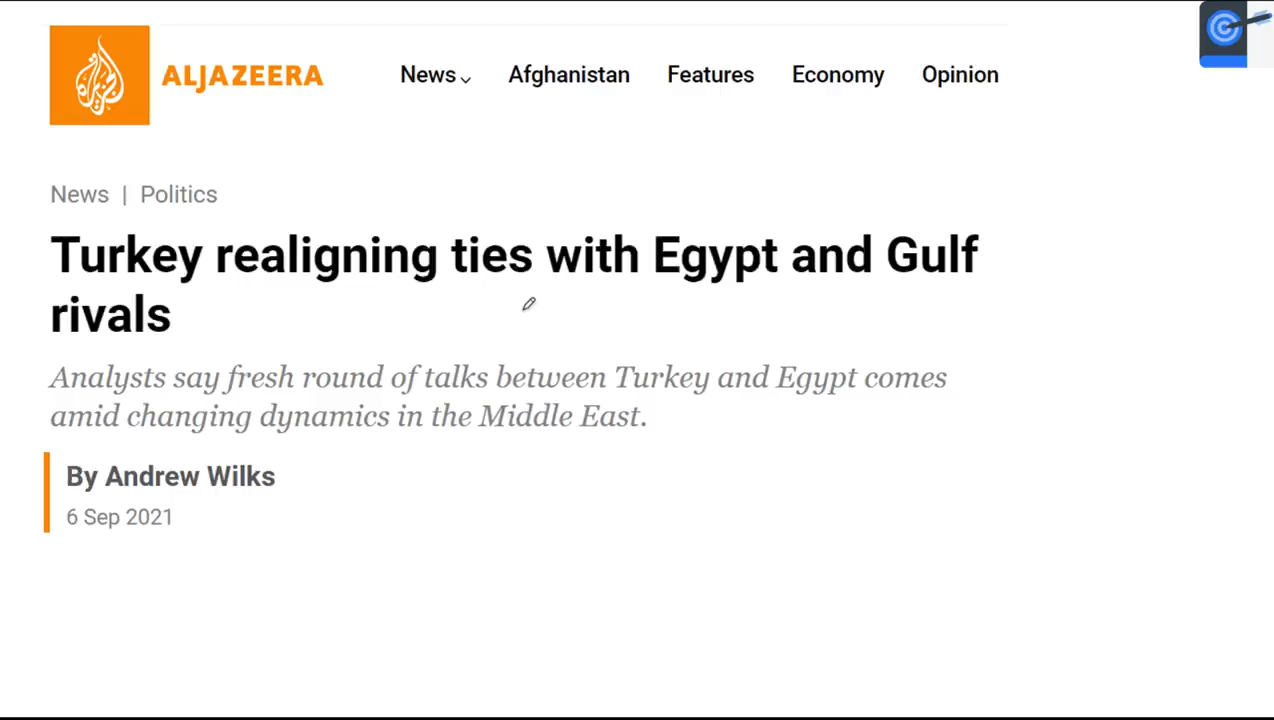 ALJAZEERA
News Afghanistan Features Economy Opinion
News | Politics
Turkey realigning ties with Egypt and Gulf
rivals
Analysts say fresh round of talks between Turkey and Egypt comes
amid changing dynamics in the Middle East.
By Andrew Wilks
6 Sep 2021